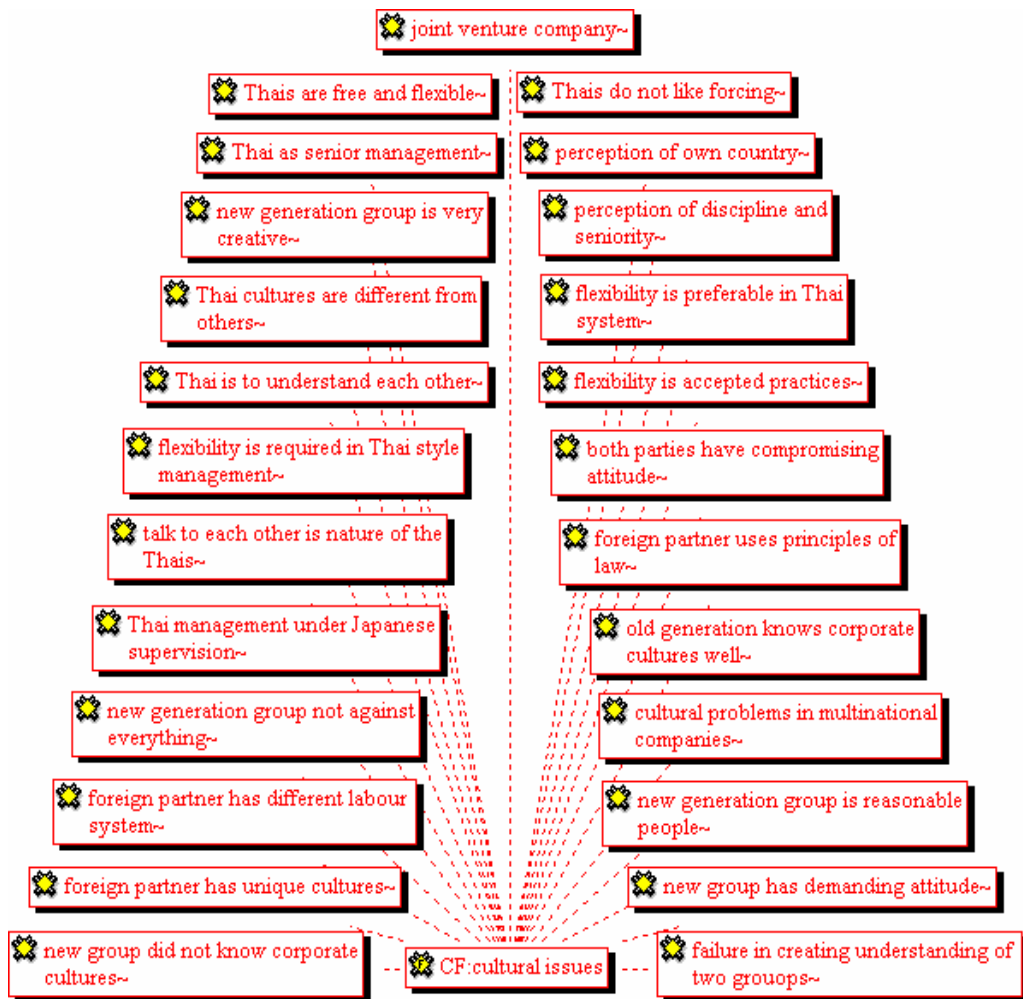 joint venture company~
Thais are free and flexible~
Thais do not like forcing~
Thai as senior management~
perception of own country~
new generation group is very
creative~
perception of discipline and
seniority~
Thai cultures are different from
others~
flexibility is preferable in Thai
system~
Thai is to understand each other~
flexibility is accepted practices~
flexibility is required in Thai style
management~
both parties have compromising
attitude~
talk to each other is nature of the
Thais~
foreign partner uses principles of
law~
Thai management under Japanese
supervision~
old generation knows corporate
cultures well~
new generation group not against
everything~
cultural problems in multinational
companies~
foreign partner has different labour
system~
new generation group is reasonable
people~
foreign partner has unique cultures~
new group has demanding attitude~
new group did not know corporate
cultures~
CF:cultural issues
failure in creating understanding of
two grouops~